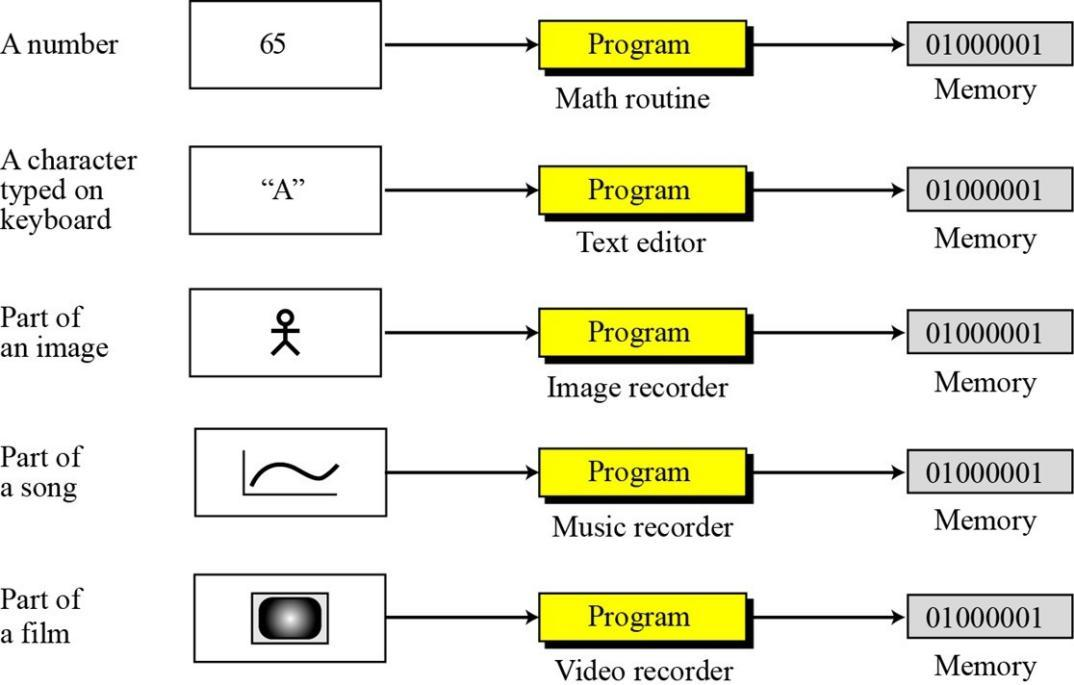 A number
65
Program
01000001
Math routine
Memory
A character
typed on
keyboard
“A”
Program
01000001
Text editor
Memory
Part of
an image
Program
01000001
Image recorder
Memory
Part of
a song
Program
01000001
Music recorder
Memory
Part of
a film
Program
01000001
Video recorder
Memory